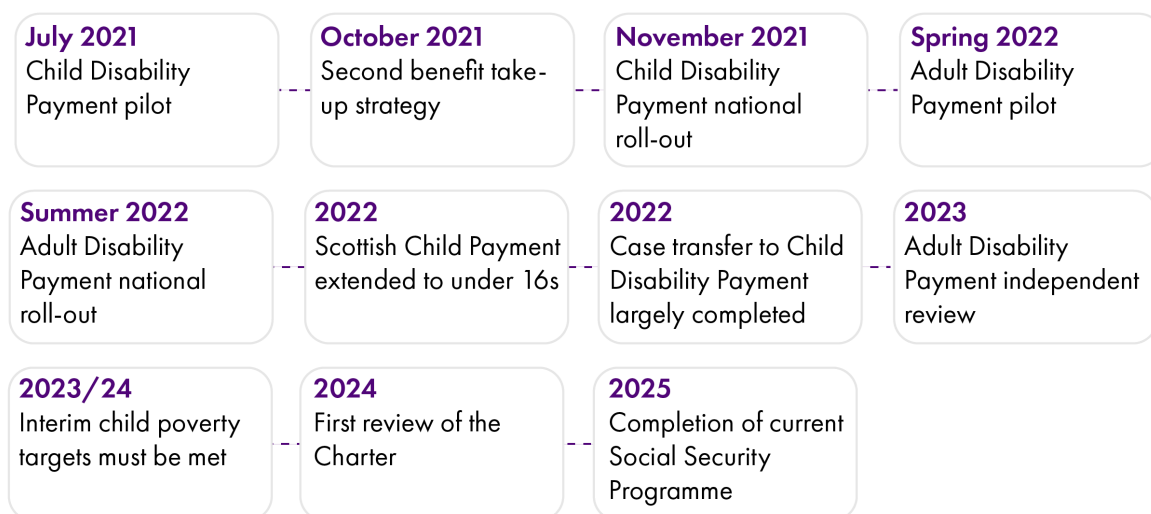 July 2021
Child Disability
Payment pilot
October 2021
Second benefit take-
up strategy
November 2021
Child Disability
Payment national
roll-out
Spring 2022
Adult Disability
Payment pilot
Summer 2022
Adult Disability
Payment national
roll-out
2022
Scottish Child Payment
extended to under 16s
2022
Case transfer to Child
Disability Payment
largely completed
2023
Adult Disability
Payment independent
review
2023/24
Interim child poverty
targets must be met
2024
First review of the
Charter
2025
Completion of current
Social Security
Programme